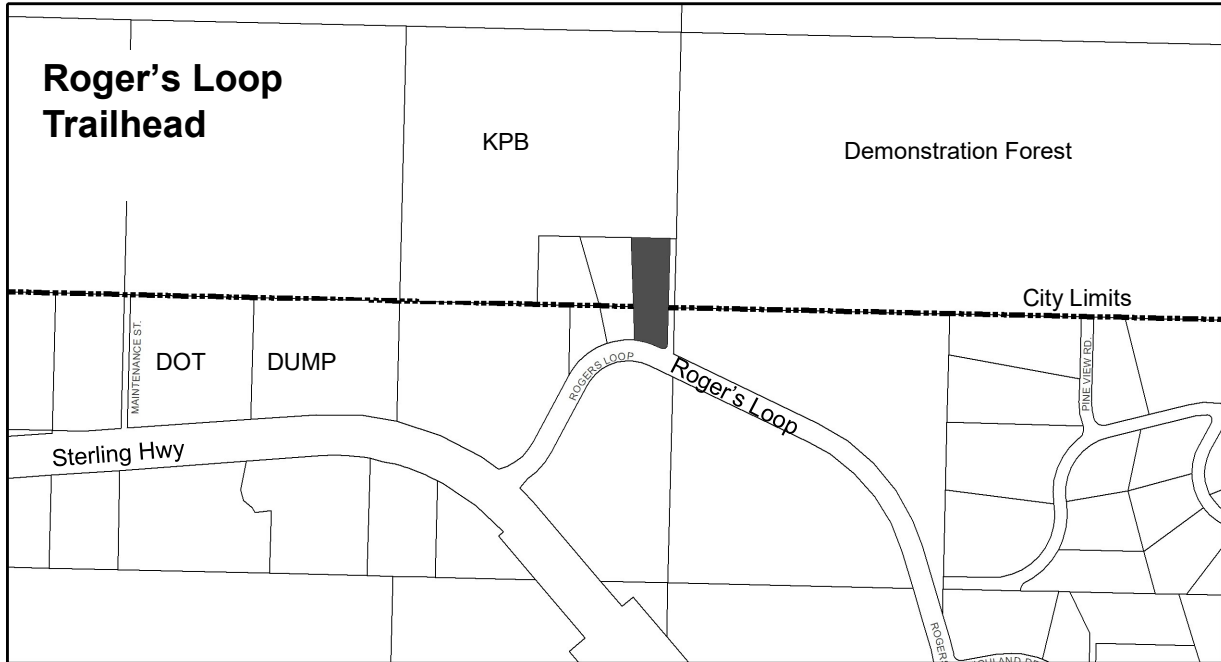 Roger's Loop
Trailhead
KPB
Demonstration Forest
City Limits
MAINTENANCE ST.
DOT
DUMP
ROGERS LOOP
Roger's Loop
PINE VIEW RD.
Sterling Hwy
ROGERS